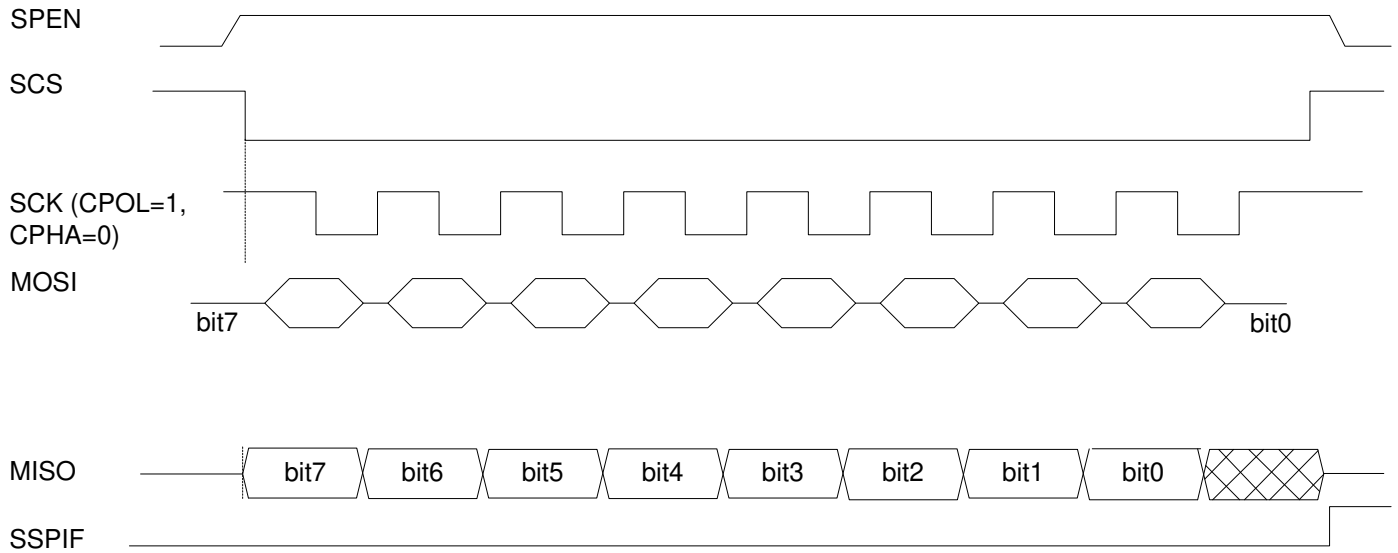 SPEN
SCS
SCK (CPOL=1,
CPHA=0)
MOSI
bit7
bit0
MISO
bit7 bit6 bit5 bit4 bit3 bit2 bit1 bit0
SSPIF